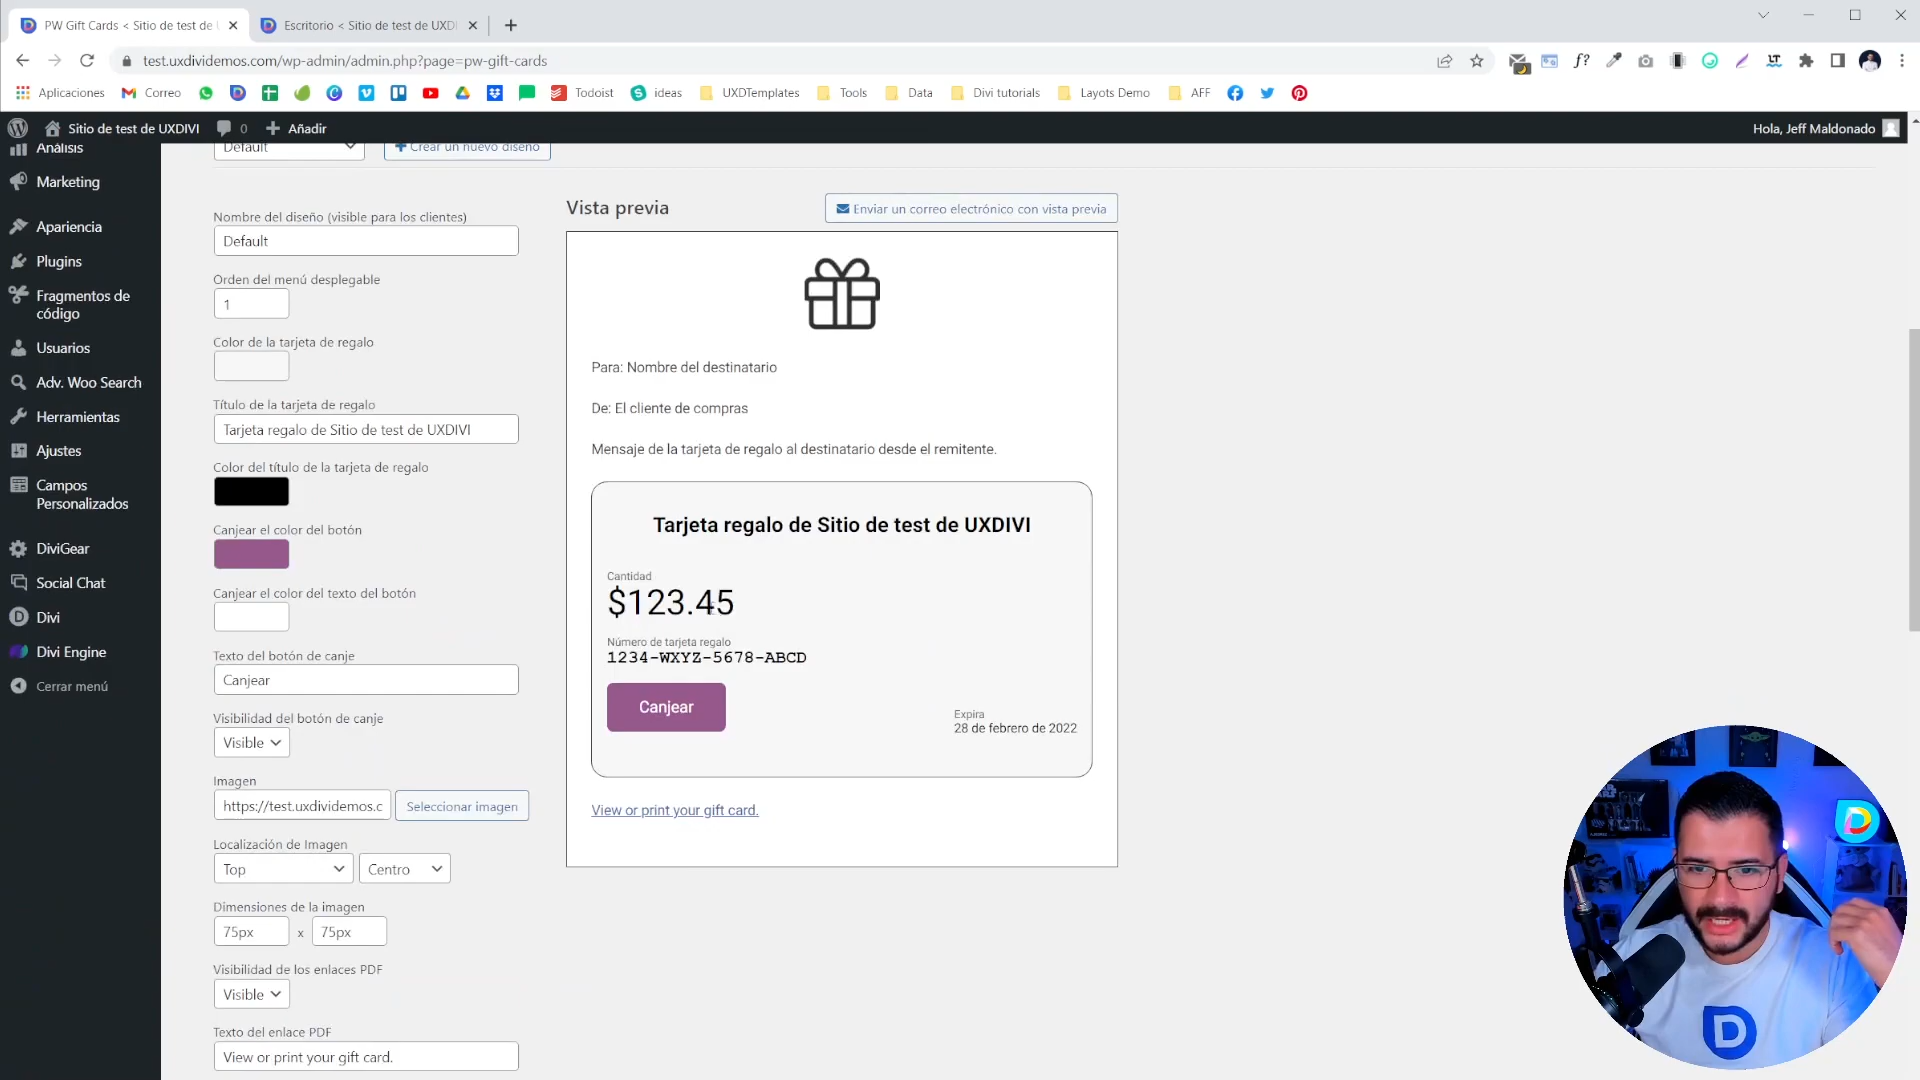 PW Gift Cards < Sitio de test de
Escritorio < Sitio de test de UXDI
test.uxdividemos.com/wp-admin/admin.php?page=pw-gift-cards
Aplicaciones
Correo
Todoist
ideas
UXDTemplates
Tools
Data
Divi tutorials
Layots Demo
AFF
Sitio de test de UXDIVI
0
Añadir
Hola, Jeff Maldonado
Análisis
Marketing
Apariencia
Plugins
Fragmentos de
código
Usuarios
Adv. Woo Search
Herramientas
Ajustes
Campos
Personalizados
DiviGear
Social Chat
Divi
Divi Engine
Cerrar menú
Default
Crear un nuevo diseño
Nombre del diseño (visible para los clientes)
Default
Orden del menú desplegable
1
Color de la tarjeta de regalo
Título de la tarjeta de regalo
Tarjeta regalo de Sitio de test de UXDIVI
Color del título de la tarjeta de regalo
Canjear el color del botón
Canjear el color del texto del botón
Texto del botón de canje
Canjear
Visibilidad del botón de canje
Visible
Imagen
https://test.uxdividemos.c
Seleccionar imagen
Localización de Imagen
Top
Centro
Dimensiones de la imagen
75px x 75px
Visibilidad de los enlaces PDF
Visible
Texto del enlace PDF
View or print your gift card.
Vista previa
Enviar un correo electrónico con vista previa
Para: Nombre del destinatario
De: El cliente de compras
Mensaje de la tarjeta de regalo al destinatario desde el remitente.
Tarjeta regalo de Sitio de test de UXDIVI
Cantidad
$123.45
Número de tarjeta regalo
1234-WXYZ-5678-ABCD
Canjear
Expira
28 de febrero de 2022
View or print your gift card.